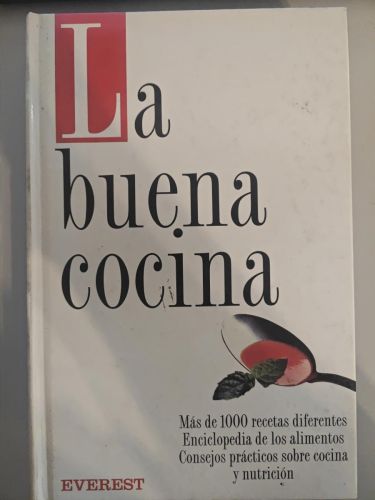 La
buena
cocina
Más de 1000 recetas diferentes
Enciclopedia de los alimentos
Consejos prácticos sobre cocina
y nutrición
EVEREST